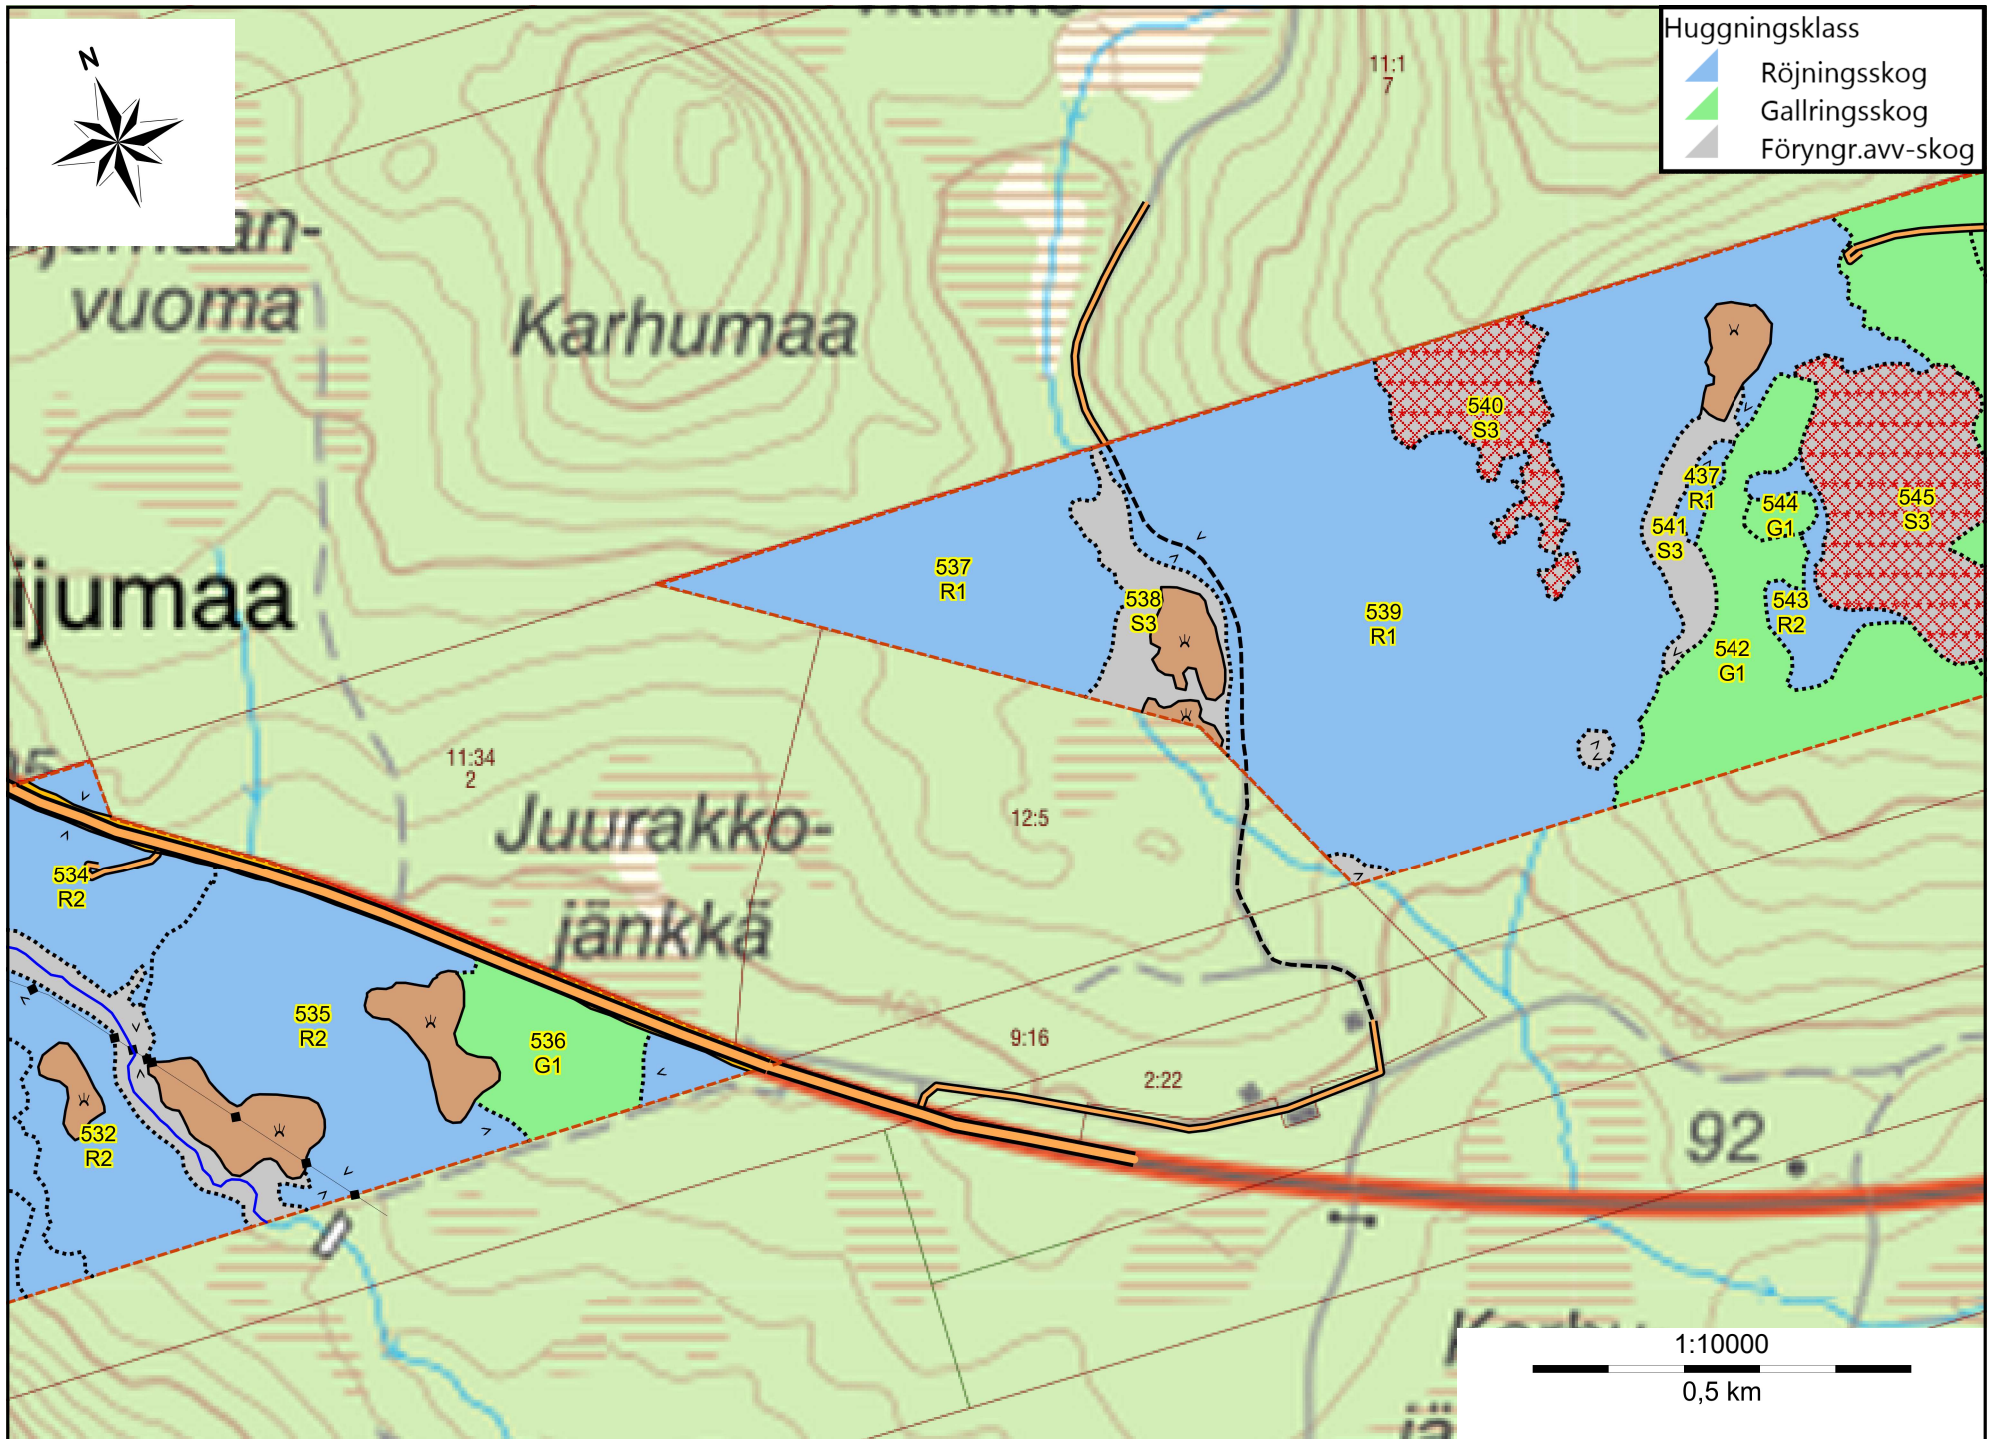 N
Huggningsklass
Röjningsskog
Gallringsskog
Föryngr.avv-skog
11:1
7
vuoma
Karhumaa
ijumaa
540
S3
437
R1
541
S3
544
G1
545
S3
537
R1
538
S3
539
R1
543
R2
542
G1
11:34
2
12:5
Juurakko-
jänkkä
534
R2
535
R2
536
G1
532
R2
9:16
2:22
92
1:10000
0,5 km